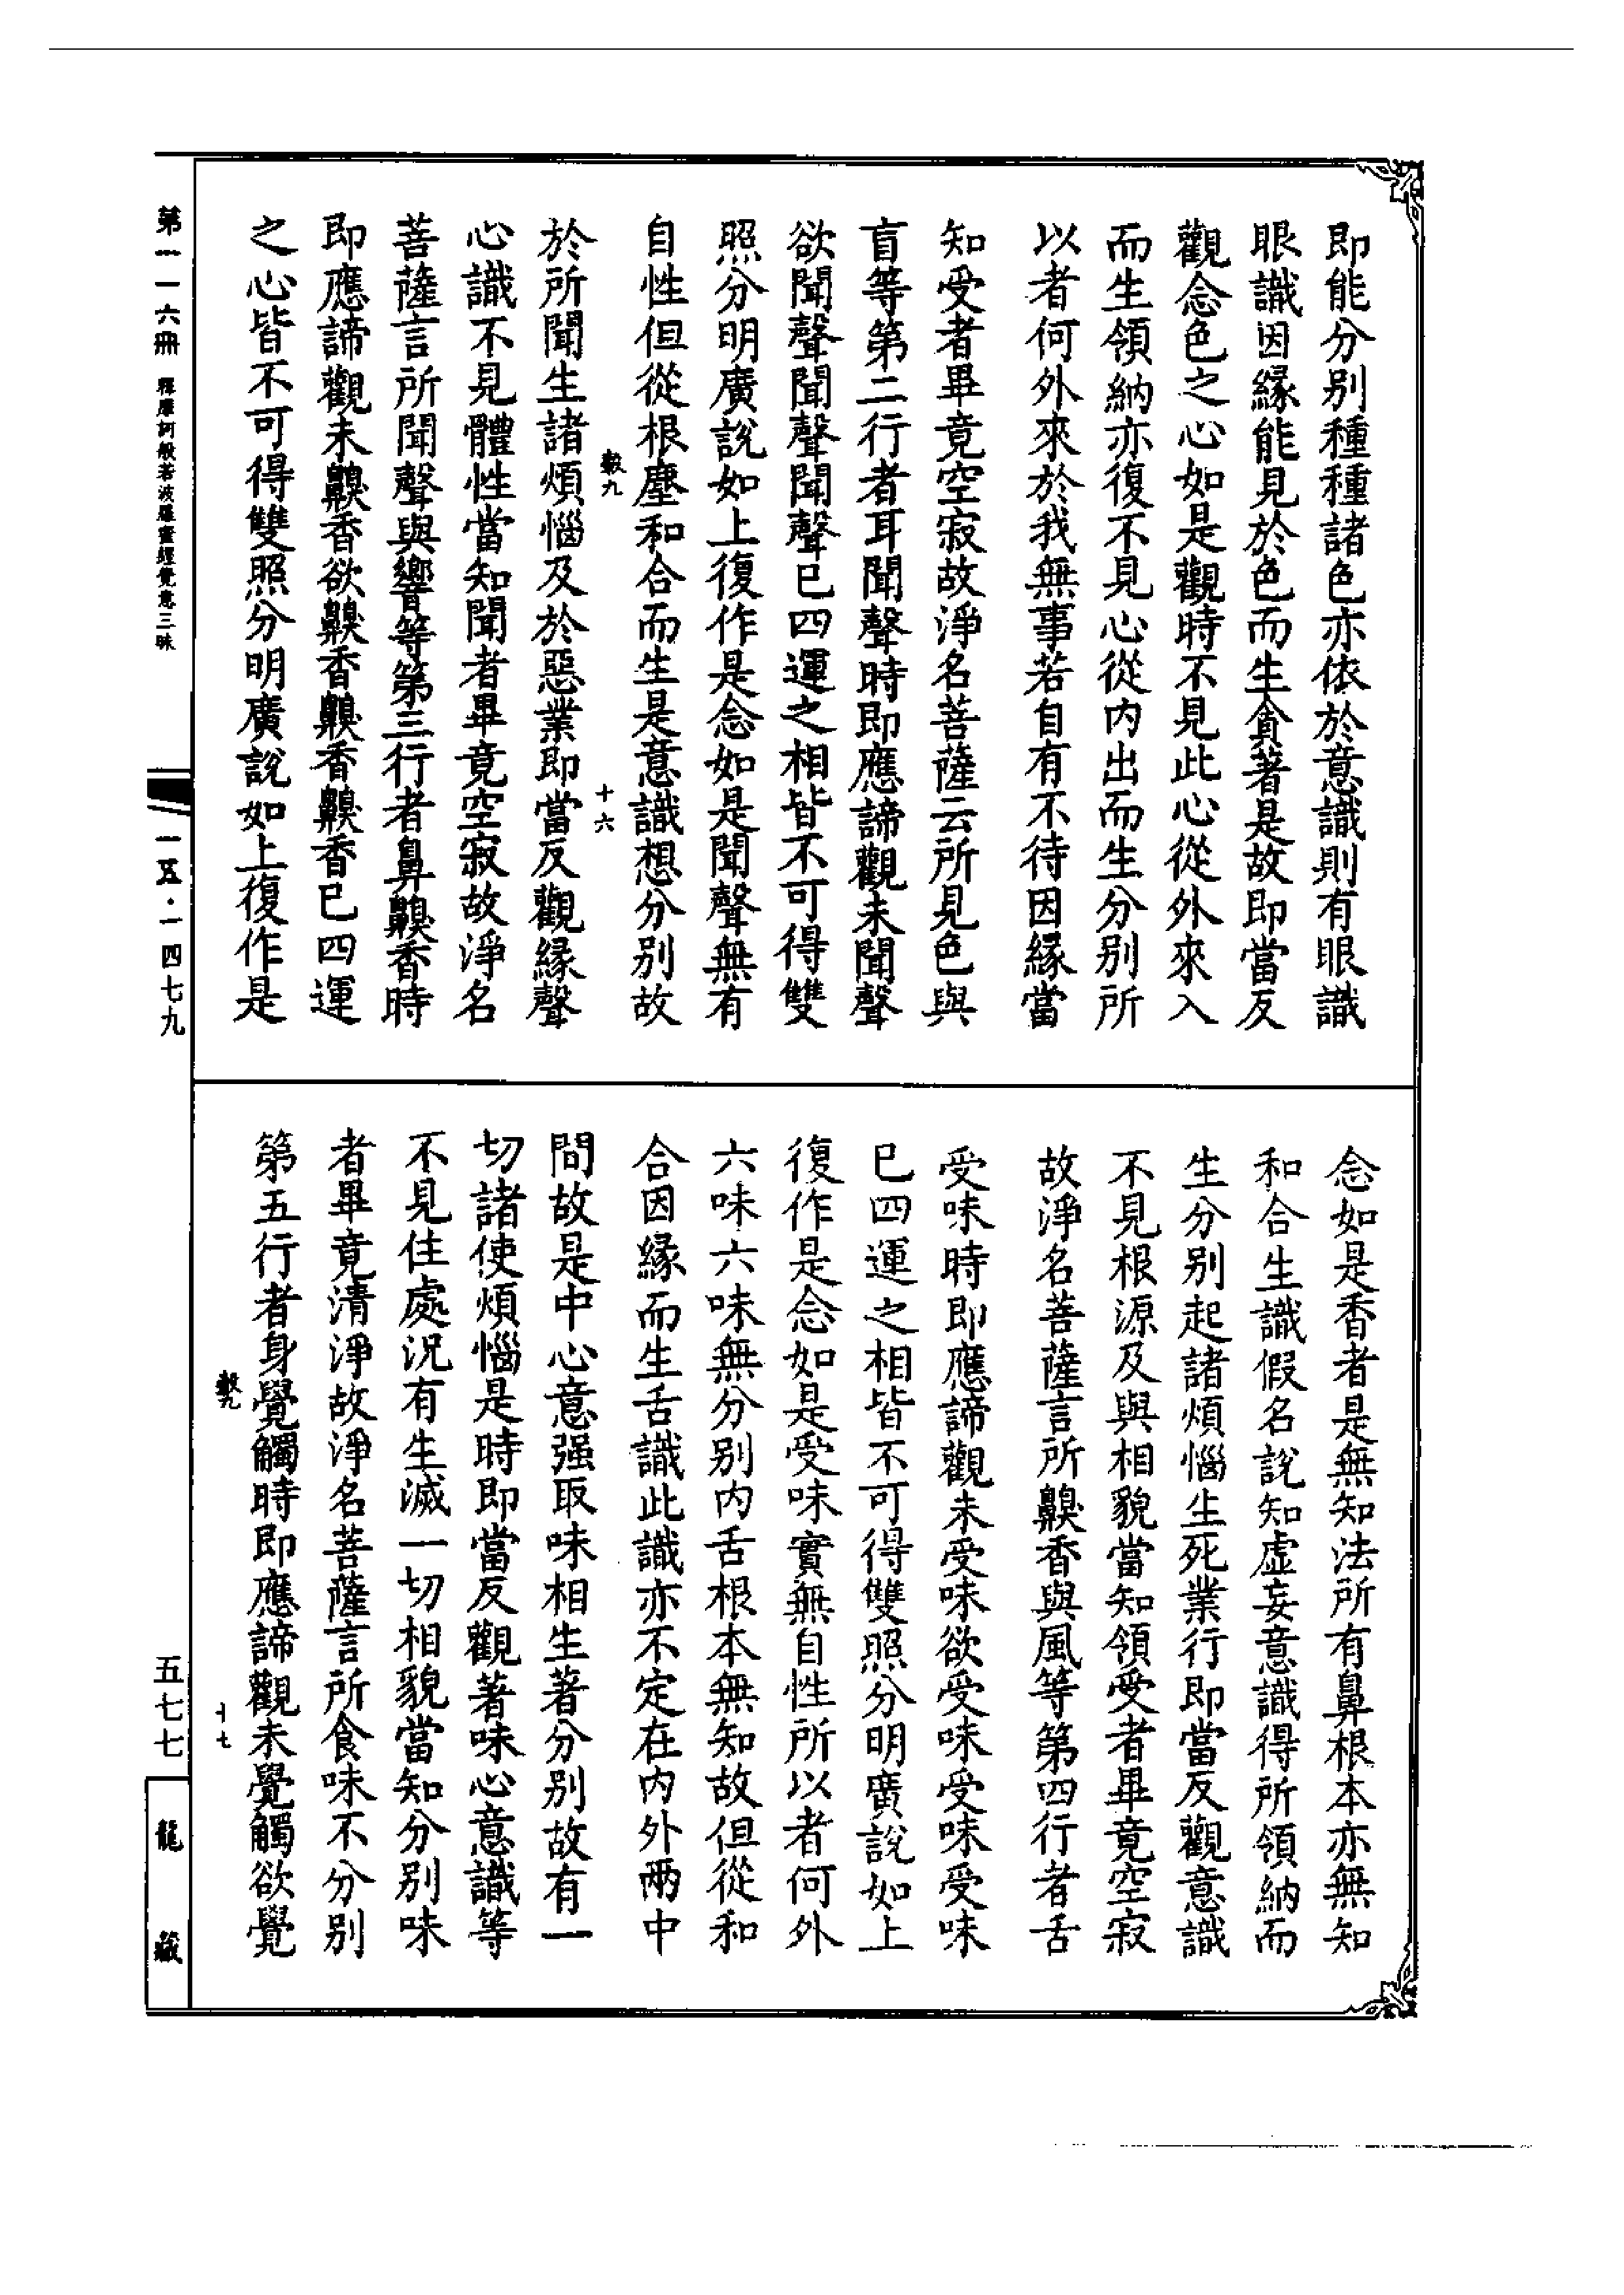 即能分別種種諸色亦依於意識則有眼識
眼識因緣能見於色而生貪著是故即當反
觀念色之心如是觀時不見此心從外來入
而生領納亦復不見心從内出而生分別所
以者何外來於我無事若自有不待因緣當
知受者畢竟空寂故淨名菩薩云所見色與
盲等第二行者耳聞聲時即應諦觀未聞聲
欲聞聲聞聲聞聲已四運之相皆不可得雙
照分明廣說如上復作是念如是聞聲無有
自性但從根塵和合而生是意識想分別故
於所聞生諸煩惱及於惡業即當反觀緣聲
心識不見體性當知聞者畢竟空寂故淨名
菩薩言所聞聲與響等第三行者鼻齅香時
即應諦觀未齅香欲齅香齅香齅香已四運
之心皆不可得雙照分明廣說如上復作是
念如是香者是無知法所有鼻根本亦無知
和合生識假名說知虛妄意識得所領納而
生分別起諸煩惱生死業行即當反觀意識
不見根源及與相貌當知領受者畢竟空寂
故淨名菩薩言所齅香與風等第四行者舌
受味時即應諦觀未受味欲受味受味受味
已四運之相皆不可得雙照分明廣說如上
復作是念如是受味實無自性所以者何外
六味六味無分別内舌根本無知故但從和
合因緣而生舌識此識亦不定在内外兩中
間故是中心意强取味相生著分別故有一
切諸使煩惱是時即當反觀著味心意識等
不見住處況有生滅一切相貌當知分別味
者畢竟清淨故淨名菩薩言所食味不分別
第五行者身覺觸時即應諦觀未覺觸欲覺
第一一六冊 釋摩訶般若波羅蜜經覺意三昧
一五·一四七九
五七七
龍藏
十六
十七